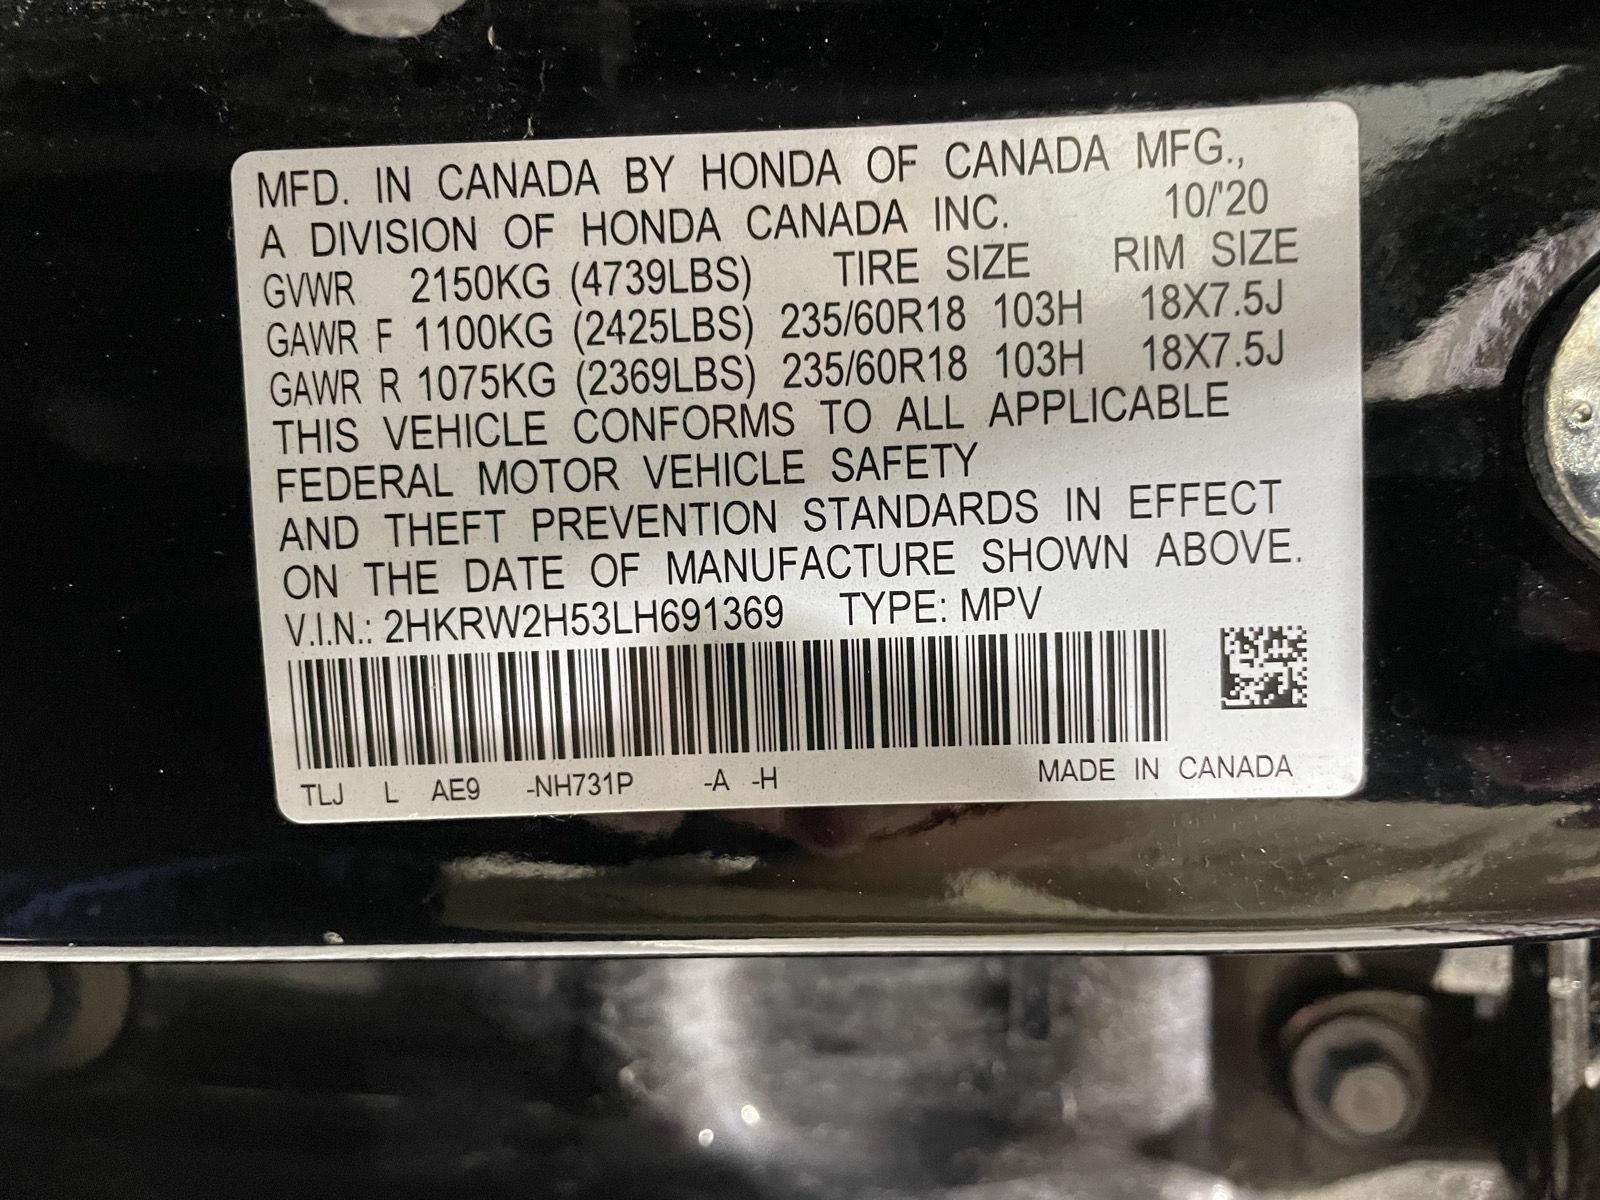 MFD. IN CANADA BY HONDA OF CANADA MFG.,
A DIVISION OF HONDA CANADA INC. 10/'20
GVWR 2150KG (4739LBS) TIRE SIZE RIM SIZE
GAWR F 1100KG (2425LBS) 235/60R18 103H 18X7.5J
GAWR R 1075KG (2369LBS) 235/60R18 103H 18X7.5J
THIS VEHICLE CONFORMS TO ALL APPLICABLE
FEDERAL MOTOR VEHICLE SAFETY
AND THEFT PREVENTION STANDARDS IN EFFECT
ON THE DATE OF MANUFACTURE SHOWN ABOVE.
V.I.N.: 2HKRW2H53LH691369 TYPE: MPV
TLJ L AE9 -NH731P -A -H MADE IN CANADA